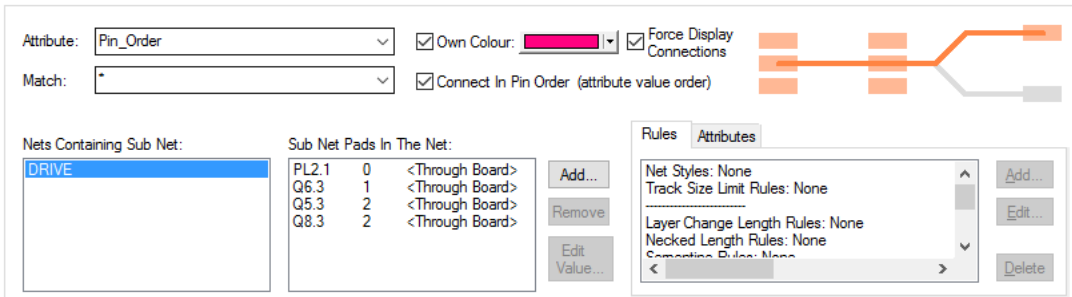 Attribute: Pin_Order Own Colour: Force Display Connections
Match: * Connect In Pin Order (attribute value order)
Nets Containing Sub Net:
DRIVE
Sub Net Pads In The Net:
PL2.1 0 <Through Board>
Q6.3 1 <Through Board>
Q5.3 2 <Through Board>
Q8.3 2 <Through Board>
Add...
Remove
Edit
Value...
Rules Attributes
Net Styles: None
Track Size Limit Rules: None
-------------------------
Layer Change Length Rules: None
Necked Length Rules: None
Serpentine Rules: None
Add...
Edit...
Delete